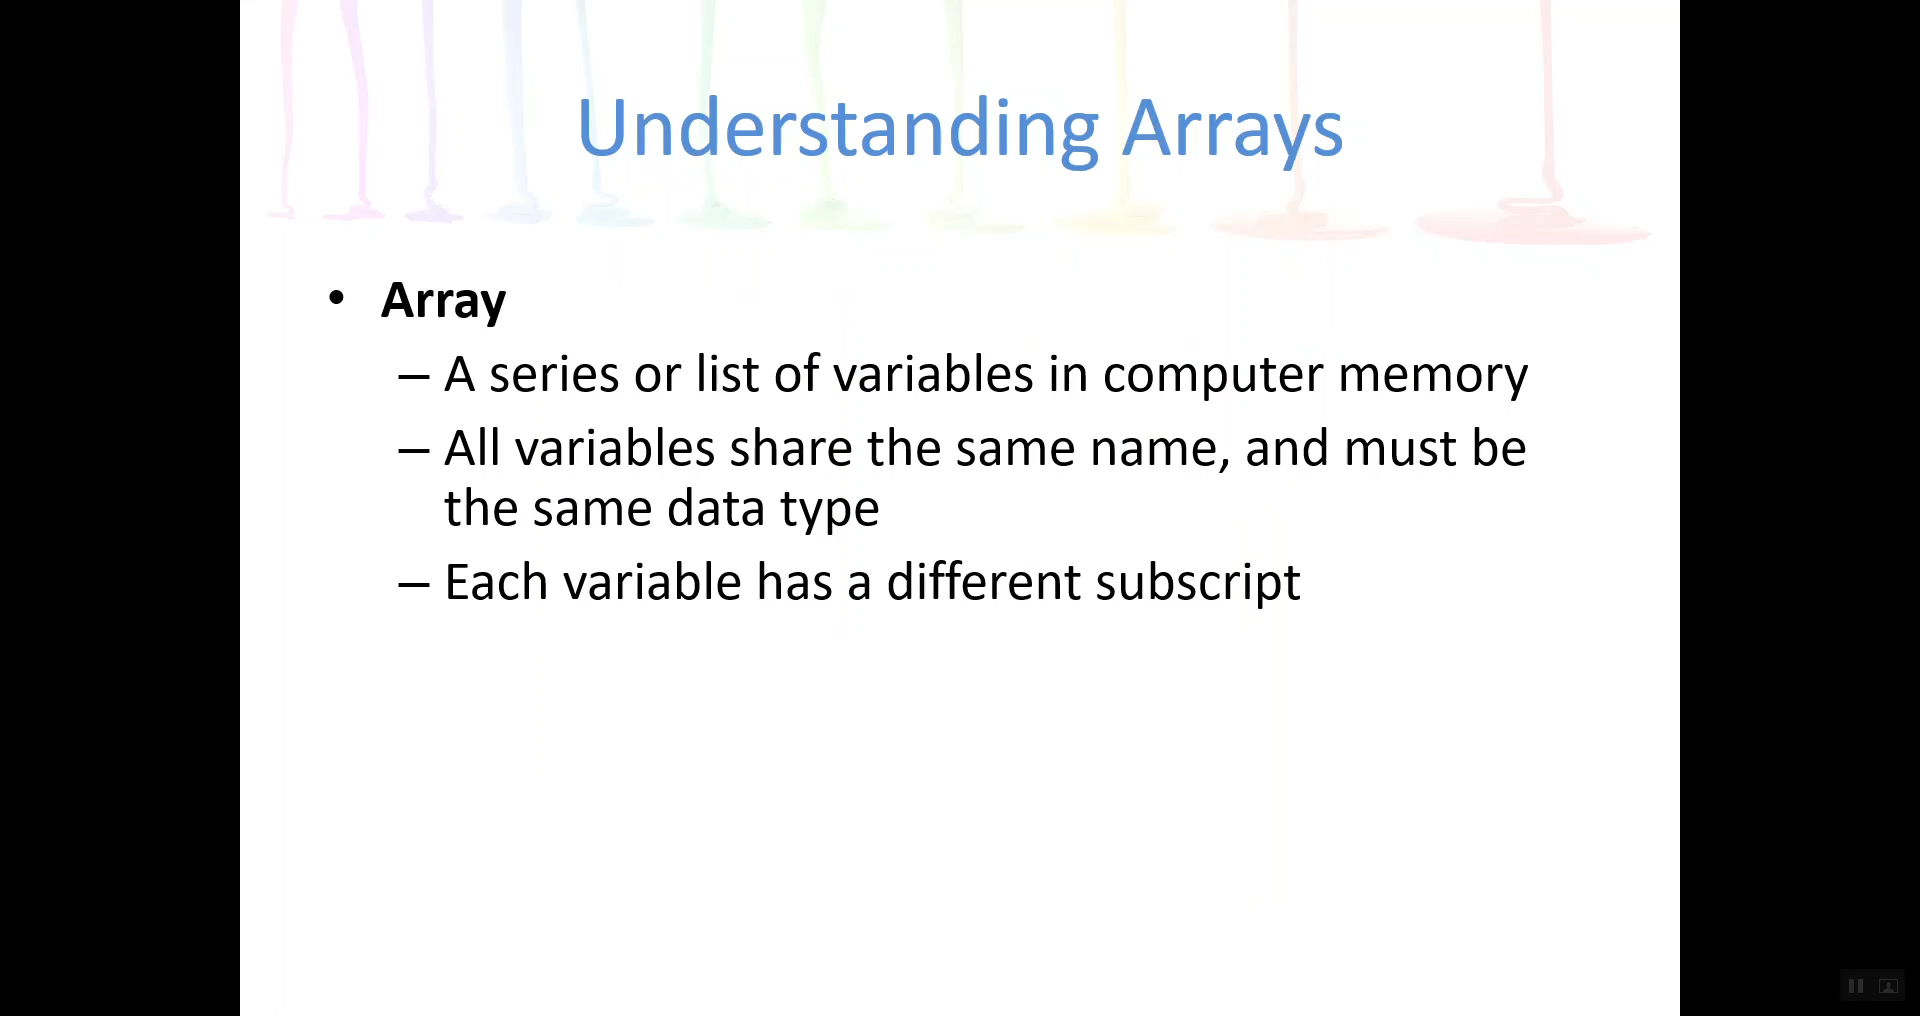 Understanding Arrays
• Array
– A series or list of variables in computer memory
– All variables share the same name, and must be
the same data type
– Each variable has a different subscript